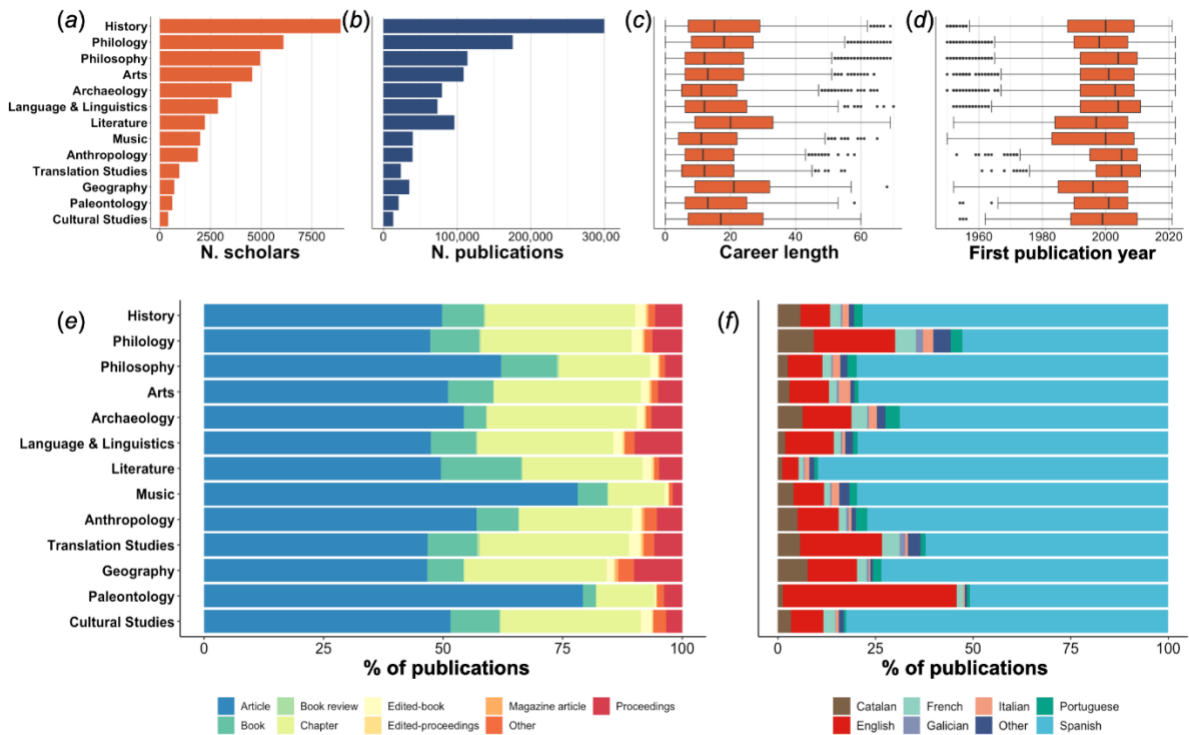 (a) (b) (c) (d)
History
Philology
Philosophy
Arts
Archaeology
Language & Linguistics
Literature
Music
Anthropology
Translation Studies
Geography
Paleontology
Cultural Studies
0 2500 5000 7500
N. scholars
0 100,000 200,000 300,00
N. publications
0 20 40 60
Career length
1960 1980 2000 2020
First publication year
(e) (f)
History
Philology
Philosophy
Arts
Archaeology
Language & Linguistics
Literature
Music
Anthropology
Translation Studies
Geography
Paleontology
Cultural Studies
0 25 50 75 100
% of publications
0 25 50 75 100
% of publications
Article Book review Edited-book Magazine article Proceedings
Book Chapter Edited-proceedings Other
Catalan French Italian Portuguese
English Galician Other Spanish